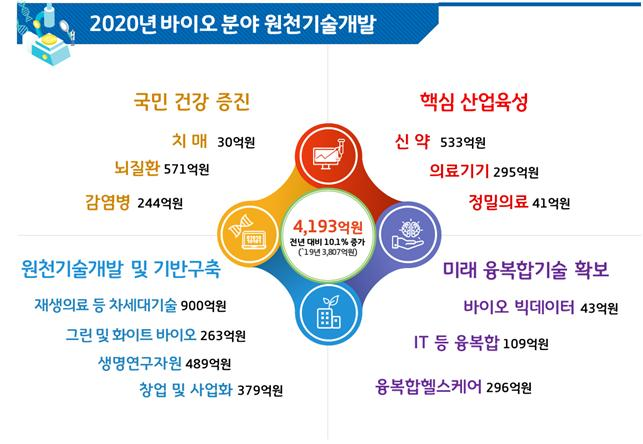 2020년 바이오 분야 원천기술개발
국민 건강 증진
치 매 30억원
뇌질환 571억원
감염병 244억원
핵심 산업육성
신 약 533억원
의료기기 295억원
정밀의료 41억원
4,193억원
전년 대비 10.1% 증가
(`19년 3,807억원)
원천기술개발 및 기반구축
재생의료 등 차세대기술 900억원
그린 및 화이트 바이오 263억원
생명연구자원 489억원
창업 및 사업화 379억원
미래 융복합기술 확보
바이오 빅데이터 43억원
IT 등 융복합 109억원
융복합헬스케어 296억원